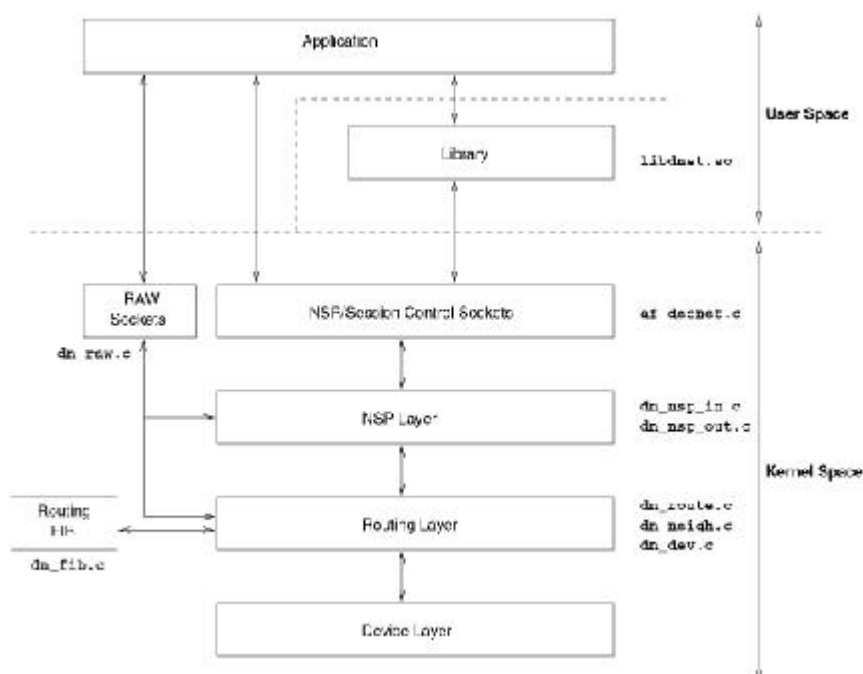 Application
User Space
Library
libdnet.so
RAW
Sockets
NSP/Session Control Sockets
af_decnet.c
dn_raw.c
NSP Layer
dn_nsp_in.c
dn_nsp_out.c
Kernel Space
Routing
FIB
Routing Layer
dn_route.c
dn_neigh.c
dn_dev.c
dn_fib.c
Device Layer